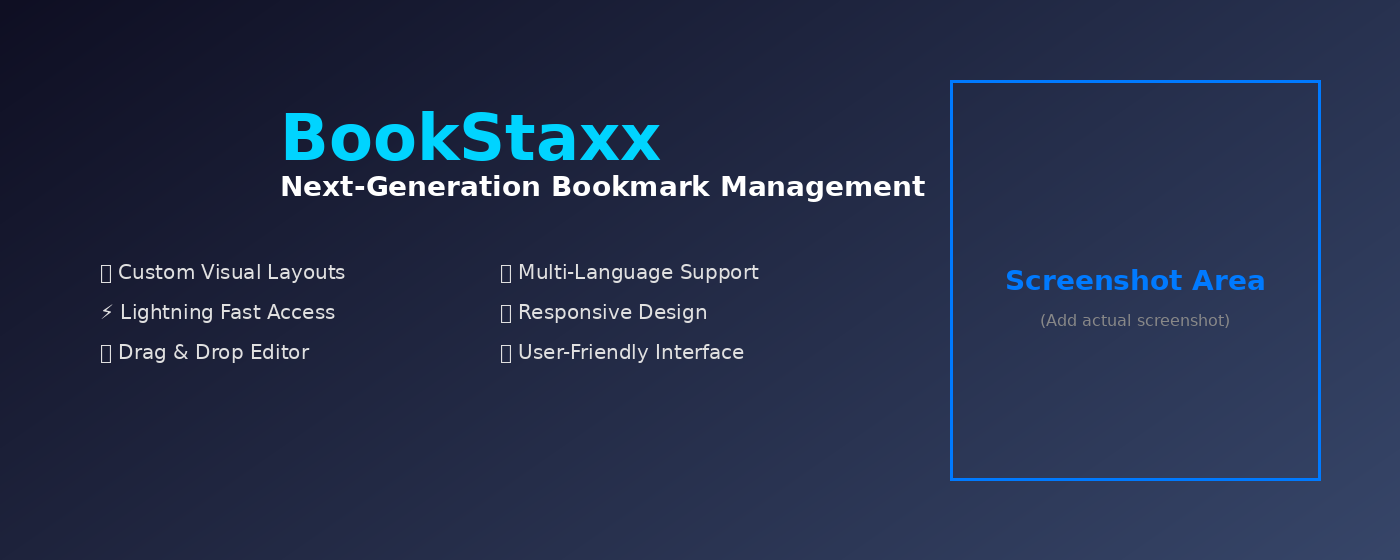 BookStaxx
Next-Generation Bookmark Management
Custom Visual Layouts
⚡ Lightning Fast Access
Drag & Drop Editor
Multi-Language Support
Responsive Design
User-Friendly Interface
Screenshot Area
(Add actual screenshot)